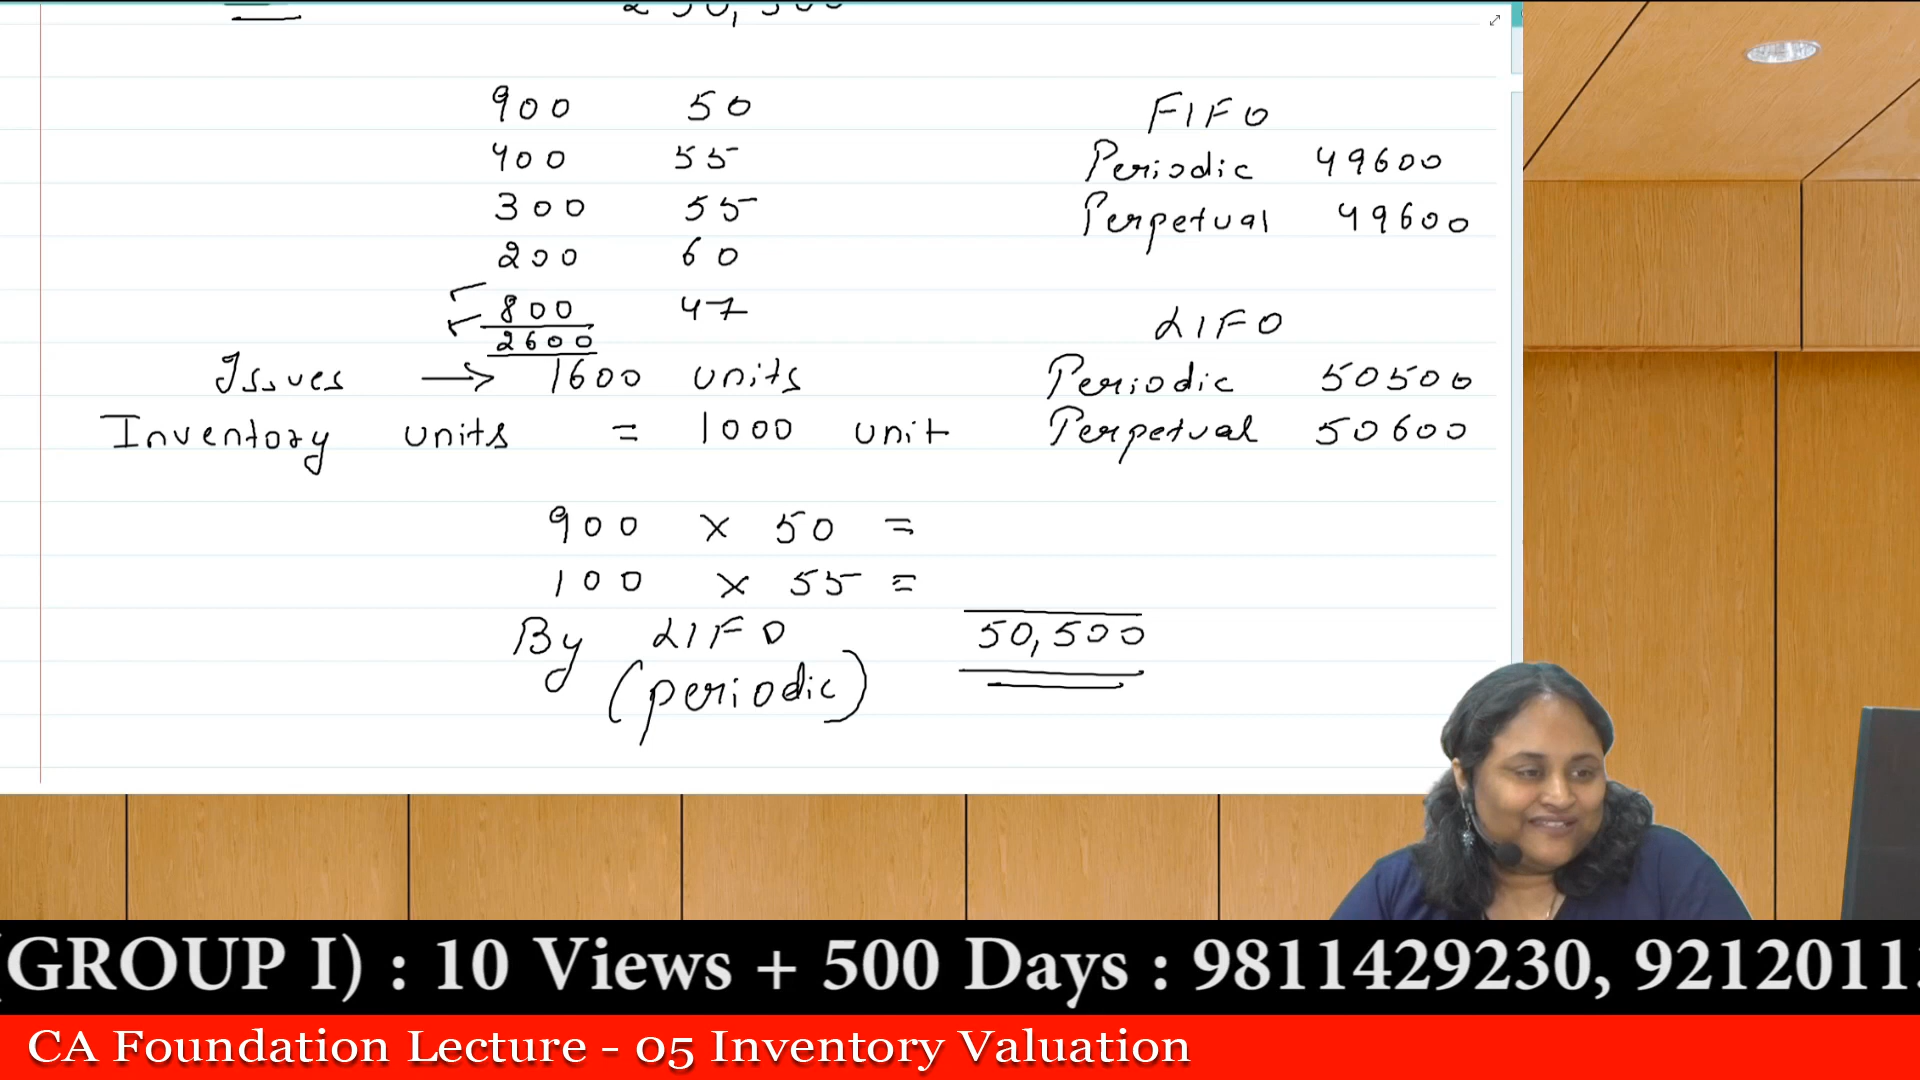 900 50
400 55
300 55
200 60
800 47
2600
Issues → 1600 units
Inventory units = 1000 unit
FIFO
Periodic 49600
Perpetual 49600
LIFO
Periodic 50500
Perpetual 50600
900 × 50 =
100 × 55 =
By LIFO 50,500
(periodic)
(GROUP I) : 10 Views + 500 Days : 9811429230, 92120113
CA Foundation Lecture - 05 Inventory Valuation